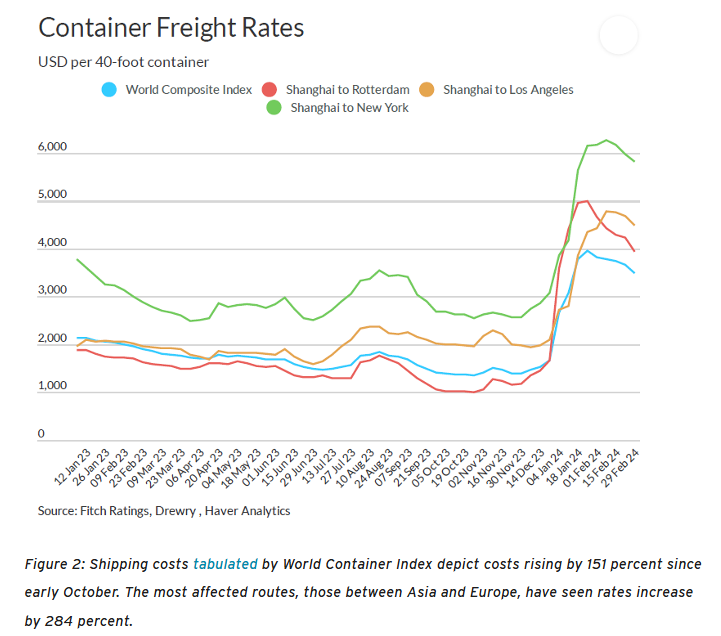 Container Freight Rates
USD per 40-foot container
World Composite Index Shanghai to Rotterdam Shanghai to Los Angeles
Shanghai to New York
6,000
5,000
4,000
3,000
2,000
1,000
0
12 Jan 23
26 Jan 23
09 Feb 23
23 Feb 23
09 Mar 23
23 Mar 23
06 Apr 23
20 Apr 23
04 May 23
18 May 23
01 Jun 23
15 Jun 23
29 Jun 23
13 Jul 23
27 Jul 23
10 Aug 23
24 Aug 23
07 Sep 23
21 Sep 23
05 Oct 23
19 Oct 23
02 Nov 23
16 Nov 23
30 Nov 23
14 Dec 23
04 Jan 24
18 Jan 24
01 Feb 24
15 Feb 24
29 Feb 24
Source: Fitch Ratings, Drewry , Haver Analytics
Figure 2: Shipping costs tabulated by World Container Index depict costs rising by 151 percent since
early October. The most affected routes, those between Asia and Europe, have seen rates increase
by 284 percent.